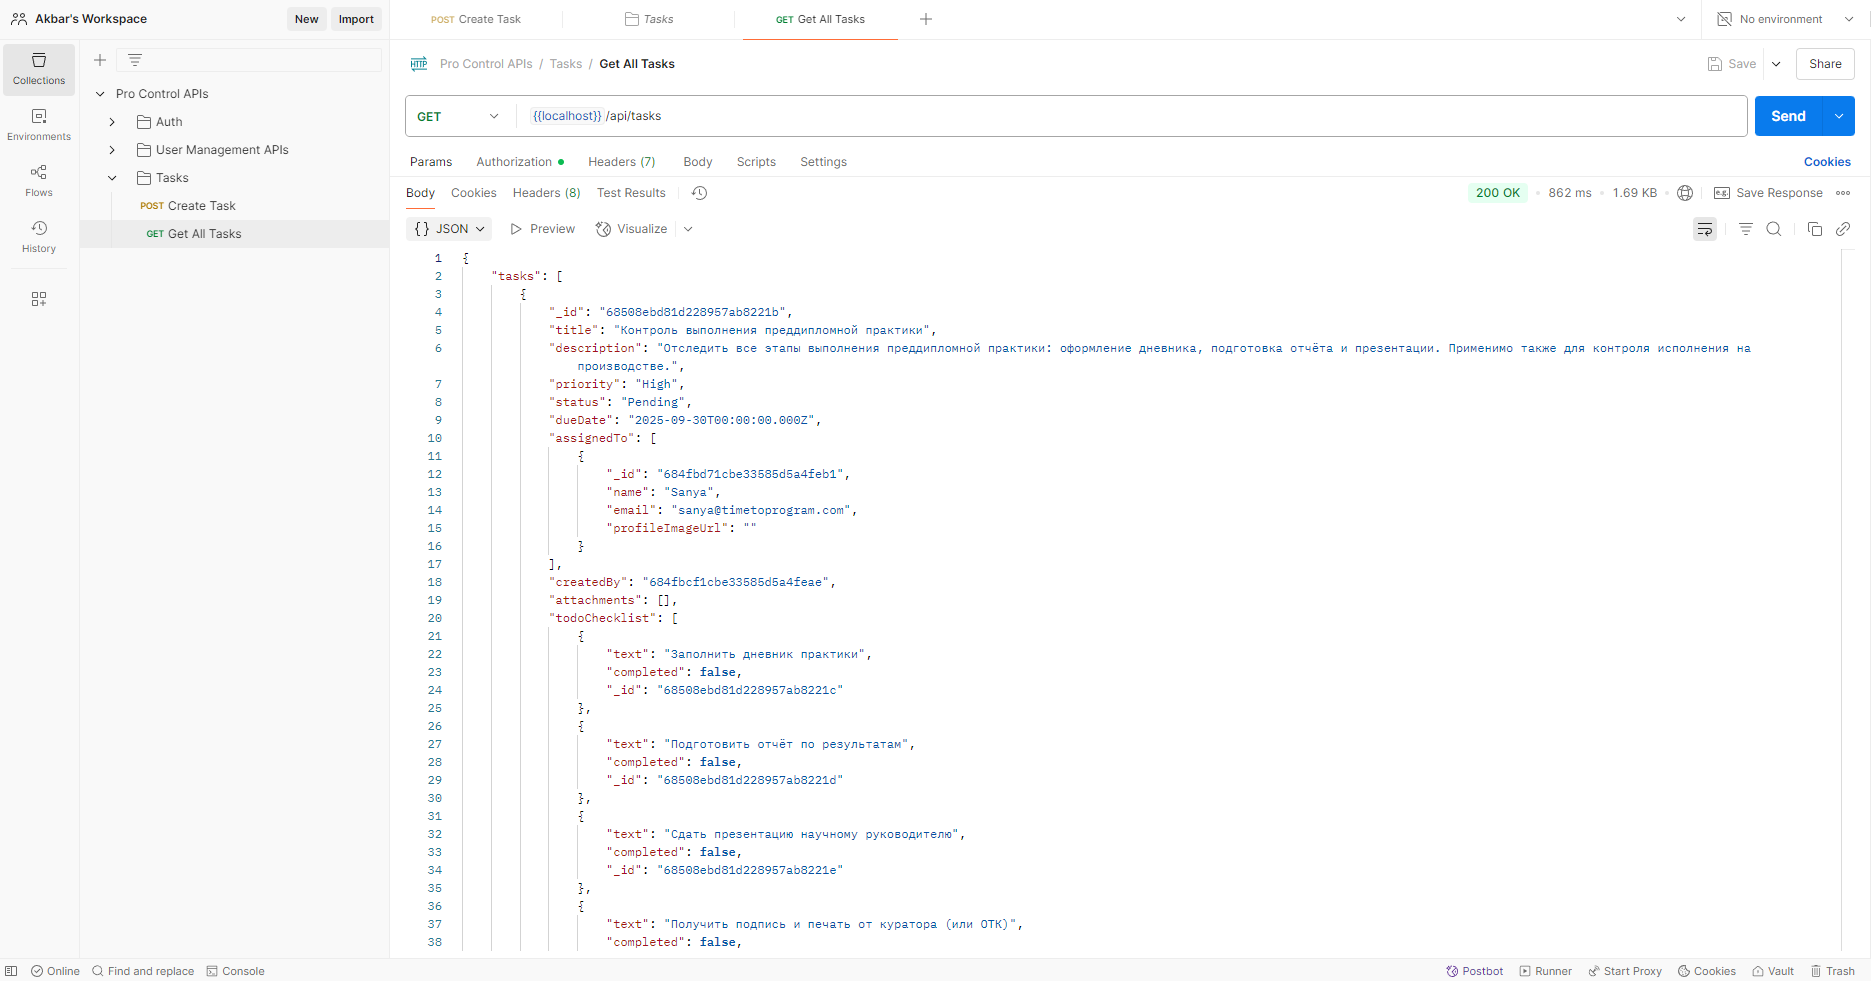 Akbar's Workspace
New
Import
POST Create Task
Tasks
GET Get All Tasks
No environment
Collections
Environments
Flows
History
Pro Control APIs
Auth
User Management APIs
Tasks
POST Create Task
GET Get All Tasks
HTTP Pro Control APIs / Tasks / Get All Tasks
Save
Share
GET
{{localhost}} /api/tasks
Send
Params Authorization Headers (7) Body Scripts Settings
Cookies
Body Cookies Headers (8) Test Results
200 OK • 862 ms • 1.69 KB • e.g. Save Response
{} JSON Preview Visualize
1 {
2 "tasks": [
3 {
4 "_id": "68508ebd81d228957ab8221b",
5 "title": "Контроль выполнения преддипломной практики",
6 "description": "Отследить все этапы выполнения преддипломной практики: оформление дневника, подготовка отчёта и презентации. Применимо также для контроля исполнения на
производстве.",
7 "priority": "High",
8 "status": "Pending",
9 "dueDate": "2025-09-30T00:00:00.000Z",
10 "assignedTo": [
11 {
12 "_id": "684fbd71cbe33585d5a4feb1",
13 "name": "Sanya",
14 "email": "sanya@timetoprogram.com",
15 "profileImageUrl": ""
16 }
17 ],
18 "createdBy": "684fbcf1cbe33585d5a4feae",
19 "attachments": [],
20 "todoChecklist": [
21 {
22 "text": "Заполнить дневник практики",
23 "completed": false,
24 "_id": "68508ebd81d228957ab8221c"
25 },
26 {
27 "text": "Подготовить отчёт по результатам",
28 "completed": false,
29 "_id": "68508ebd81d228957ab8221d"
30 },
31 {
32 "text": "Сдать презентацию научному руководителю",
33 "completed": false,
34 "_id": "68508ebd81d228957ab8221e"
35 },
36 {
37 "text": "Получить подпись и печать от куратора (или ОТК)",
38 "completed": false,
Online Find and replace Console
Postbot Runner Start Proxy Cookies Vault Trash